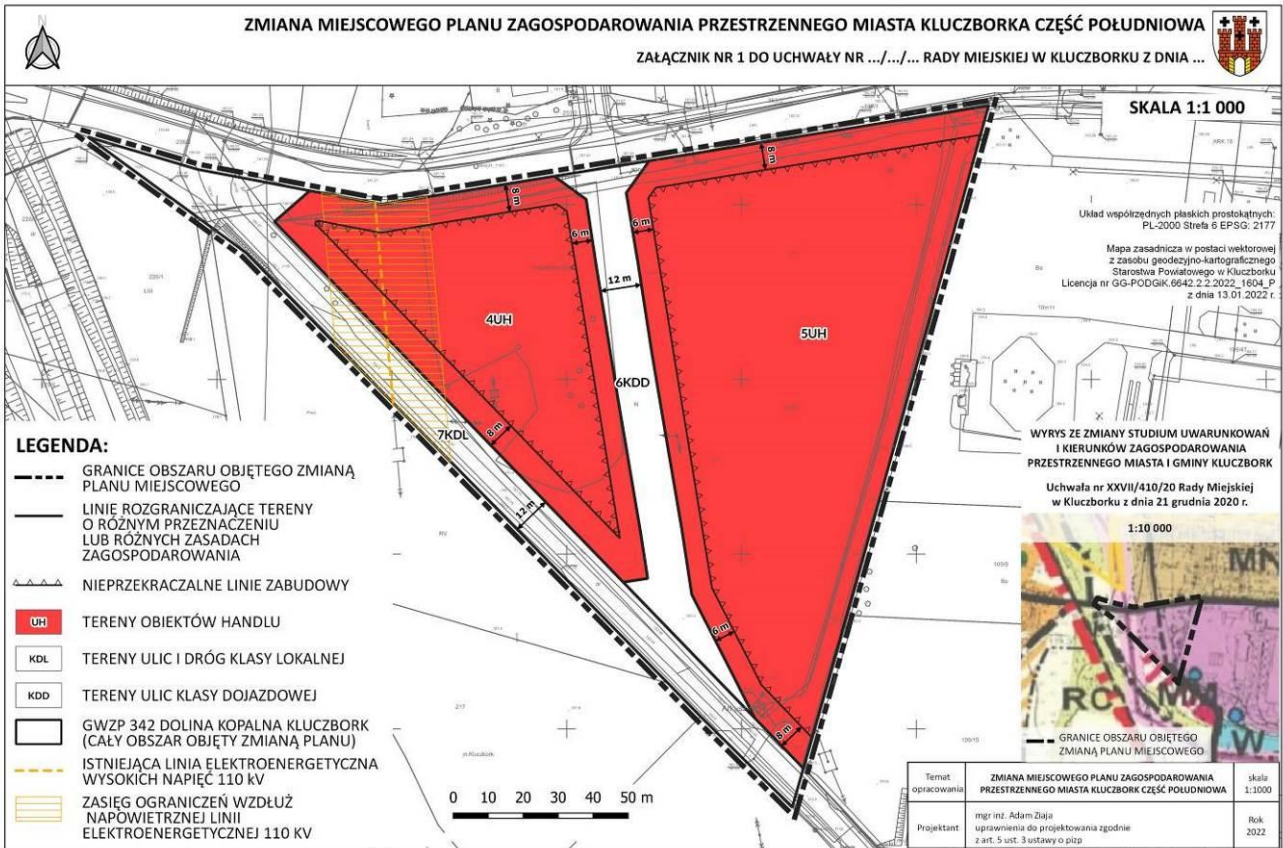 N
ZMIANA MIEJSCOWEGO PLANU ZAGOSPODAROWANIA PRZESTRZENNEGO MIASTA KLUCZBORKA CZĘŚĆ POŁUDNIOWA
ZAŁĄCZNIK NR 1 DO UCHWAŁY NR .../.../... RADY MIEJSKIEJ W KLUCZBORKU Z DNIA ...
SKALA 1:1 000
Układ współrzędnych płaskich prostokątnych:
PL-2000 Strefa 6 EPSG: 2177
Mapa zasadnicza w postaci wektorowej
z zasobu geodezyjno-kartograficznego
Starostwa Powiatowego w Kluczborku
Licencja nr GG-PODGiK.6642.2.2.2022_1604_P
z dnia 13.01.2022 r.
8 m
8 m
6 m
6 m
12 m
4UH
5UH
6KDD
7KDL
8 m
12 m
6 m
8 m
LEGENDA:
GRANICE OBSZARU OBJĘTEGO ZMIANĄ
PLANU MIEJSCOWEGO
LINIE ROZGRANICZAJĄCE TERENY
O RÓŻNYM PRZEZNACZENIU
LUB RÓŻNYCH ZASADACH
ZAGOSPODAROWANIA
NIEPRZEKRACZALNE LINIE ZABUDOWY
UH TERENY OBIEKTÓW HANDLU
KDL TERENY ULIC I DRÓG KLASY LOKALNEJ
KDD TERENY ULIC KLASY DOJAZDOWEJ
GWZP 342 DOLINA KOPALNA KLUCZBORK
(CAŁY OBSZAR OBJĘTY ZMIANĄ PLANU)
ISTNIEJĄCA LINIA ELEKTROENERGETYCZNA
WYSOKICH NAPIĘĆ 110 kV
ZASIĘG OGRANICZEŃ WZDŁUŻ
NAPOWIETRZNEJ LINII
ELEKTROENERGETYCZNEJ 110 KV
0 10 20 30 40 50 m
WYRYS ZE ZMIANY STUDIUM UWARUNKOWAŃ
I KIERUNKÓW ZAGOSPODAROWANIA
PRZESTRZENNEGO MIASTA I GMINY KLUCZBORK
Uchwała nr XXVII/410/20 Rady Miejskiej
w Kluczborku z dnia 21 grudnia 2020 r.
1:10 000
MN
RC
W
GRANICE OBSZARU OBJĘTEGO
ZMIANĄ PLANU MIEJSCOWEGO
Temat
opracowania
ZMIANA MIEJSCOWEGO PLANU ZAGOSPODAROWANIA
PRZESTRZENNEGO MIASTA KLUCZBORK CZĘŚĆ POŁUDNIOWA
skala
1:1000
Projektant
mgr inż. Adam Ziaja
uprawnienia do projektowania zgodnie
z art. 5 ust. 3 ustawy o pizp
Rok
2022